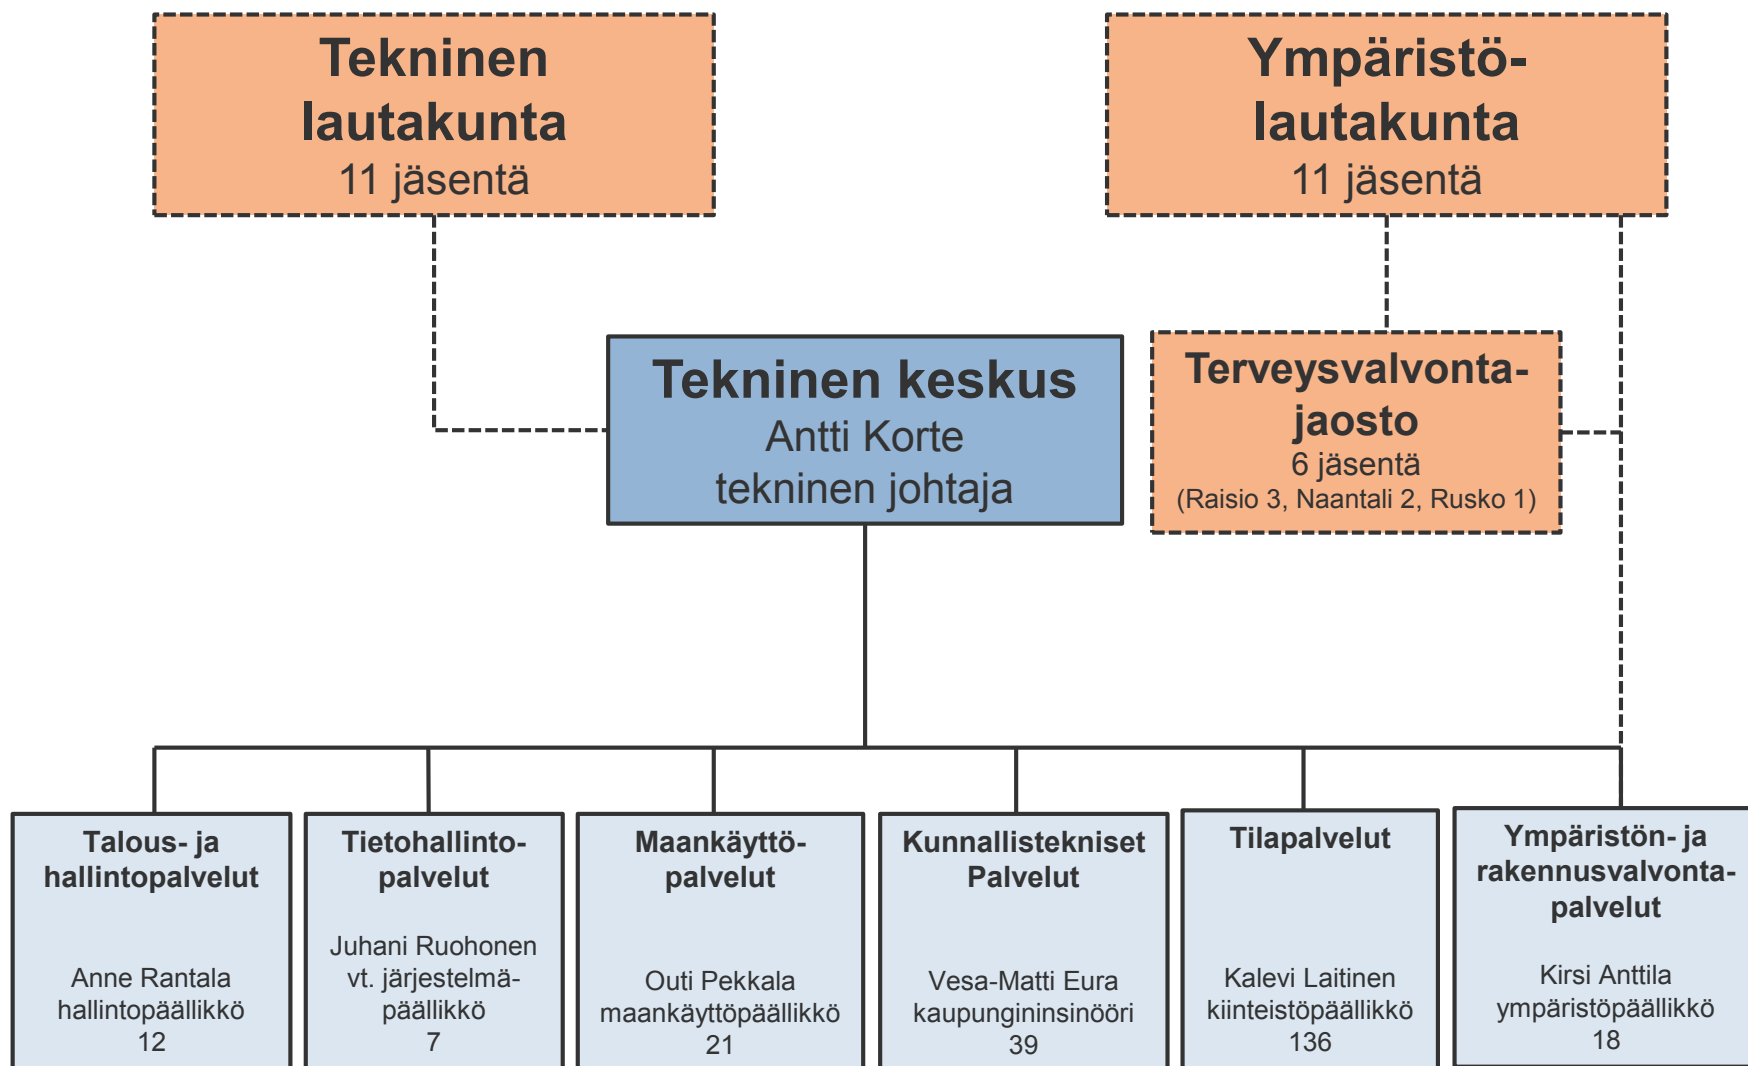 Tekninen
lautakunta
11 jäsentä
Ympäristö-
lautakunta
11 jäsentä
Tekninen keskus
Antti Korte
tekninen johtaja
Terveysvalvonta-
jaosto
6 jäsentä
(Raisio 3, Naantali 2, Rusko 1)
Talous- ja
hallintopalvelut
Anne Rantala
hallintopäällikkö
12
Tietohallinto-
palvelut
Juhani Ruohonen
vt. järjestelmä-
päällikkö
7
Maankäyttö-
palvelut
Outi Pekkala
maankäyttöpäällikkö
21
Kunnallistekniset
Palvelut
Vesa-Matti Eura
kaupungininsinööri
39
Tilapalvelut
Kalevi Laitinen
kiinteistöpäällikkö
136
Ympäristön- ja
rakennusvalvonta-
palvelut
Kirsi Anttila
ympäristöpäällikkö
18